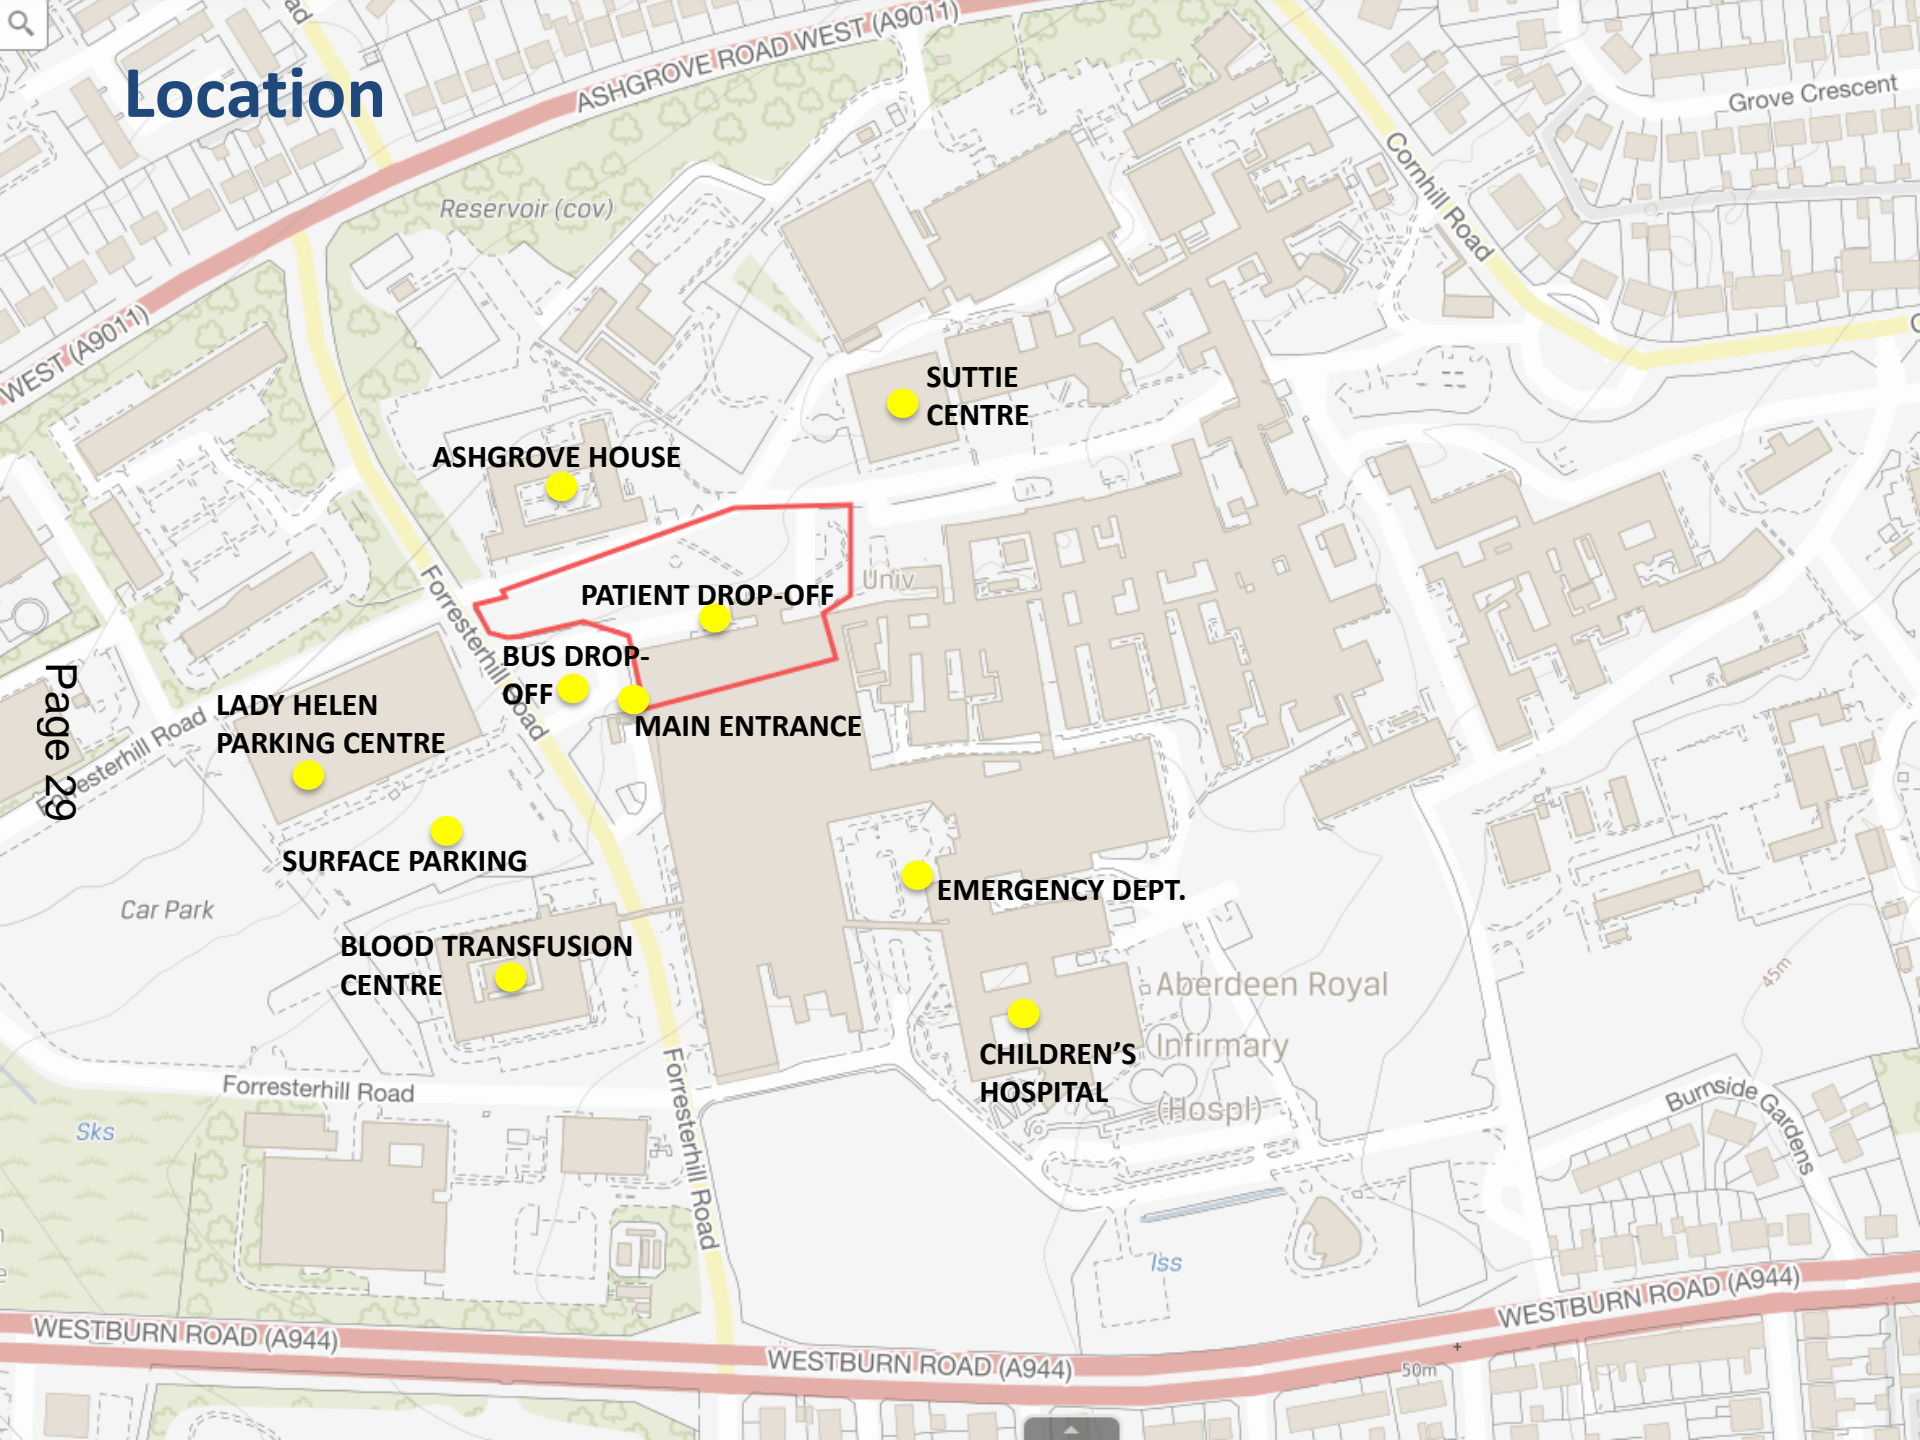 Location
ad
ASHGROVE ROAD WEST (A9011)
Grove Crescent
Cornhill Road
Reservoir (cov)
WEST (A9011)
SUTTIE
CENTRE
ASHGROVE HOUSE
Univ
PATIENT DROP-OFF
Forresterhill Road
BUS DROP-
OFF
MAIN ENTRANCE
LADY HELEN
PARKING CENTRE
Forresterhill Road
Page 29
SURFACE PARKING
EMERGENCY DEPT.
Car Park
BLOOD TRANSFUSION
CENTRE
Aberdeen Royal
Infirmary
(Hospl)
45m
CHILDREN'S
HOSPITAL
Forresterhill Road
Forresterhill Road
Burnside Gardens
Sks
Iss
WESTBURN ROAD (A944)
WESTBURN ROAD (A944)
WESTBURN ROAD (A944)
50m